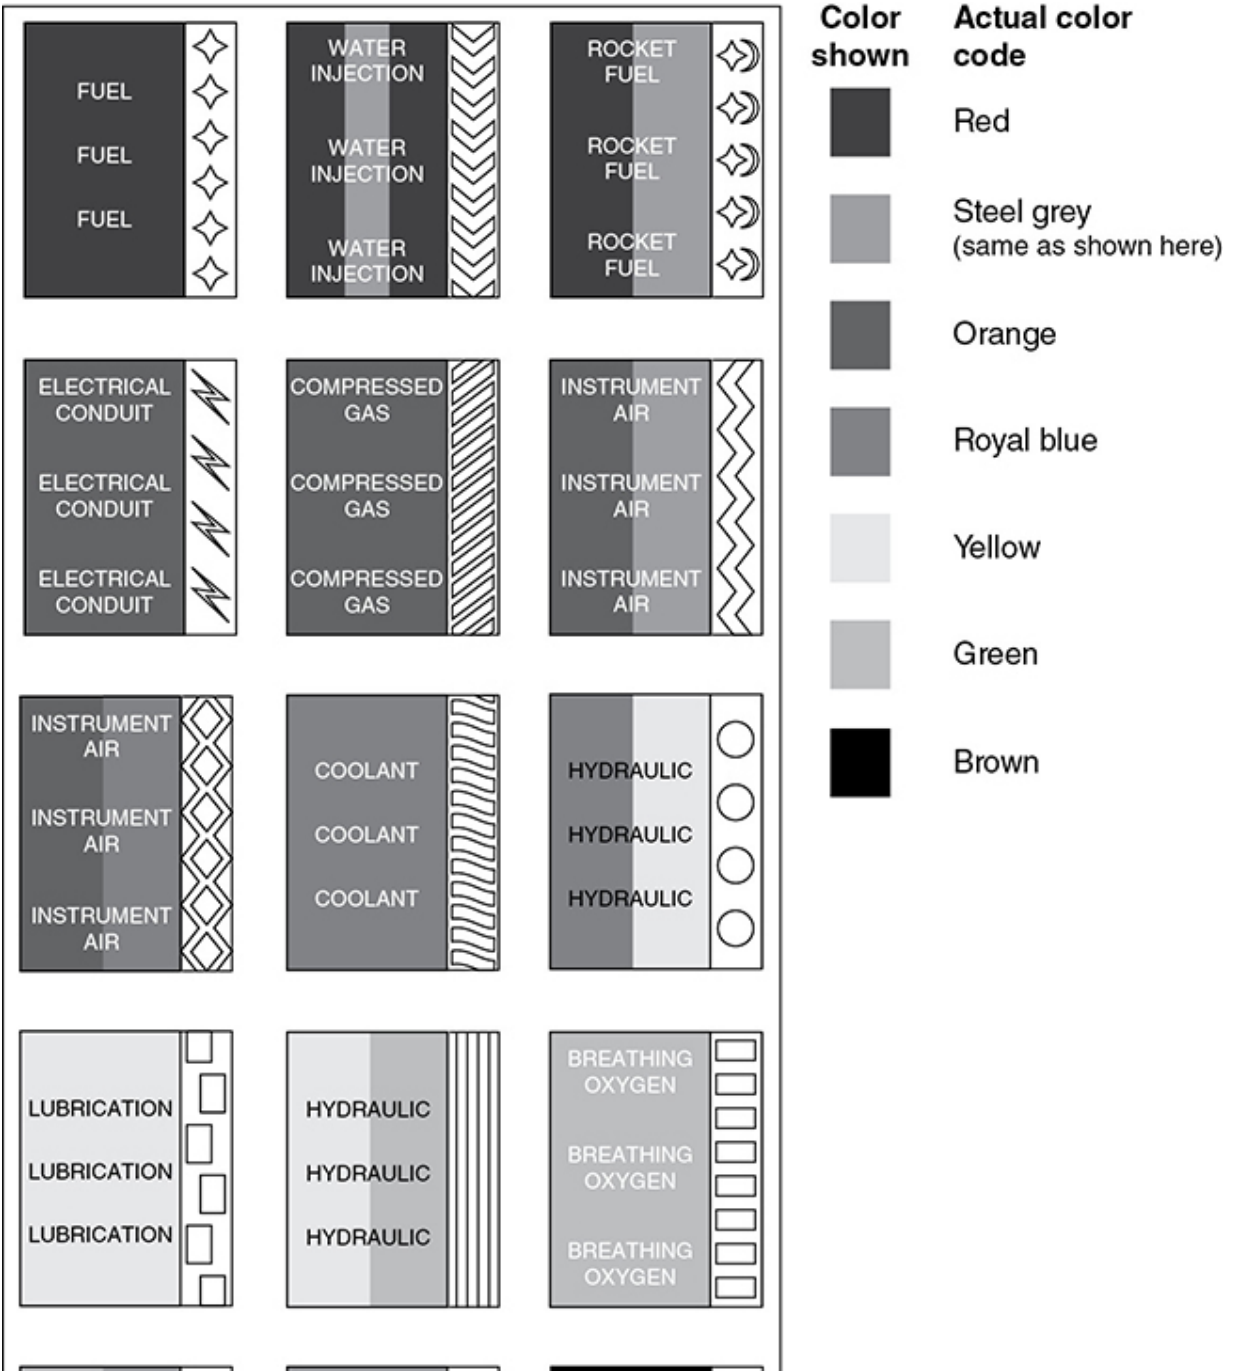 FUEL
FUEL
FUEL
WATER
INJECTION
WATER
INJECTION
WATER
INJECTION
ROCKET
FUEL
ROCKET
FUEL
ROCKET
FUEL
ELECTRICAL
CONDUIT
ELECTRICAL
CONDUIT
ELECTRICAL
CONDUIT
COMPRESSED
GAS
COMPRESSED
GAS
COMPRESSED
GAS
INSTRUMENT
AIR
INSTRUMENT
AIR
INSTRUMENT
AIR
INSTRUMENT
AIR
INSTRUMENT
AIR
INSTRUMENT
AIR
COOLANT
COOLANT
COOLANT
HYDRAULIC
HYDRAULIC
HYDRAULIC
LUBRICATION
LUBRICATION
LUBRICATION
HYDRAULIC
HYDRAULIC
HYDRAULIC
BREATHING
OXYGEN
BREATHING
OXYGEN
BREATHING
OXYGEN
Color
shown
Actual color
code
Red
Steel grey
(same as shown here)
Orange
Royal blue
Yellow
Green
Brown